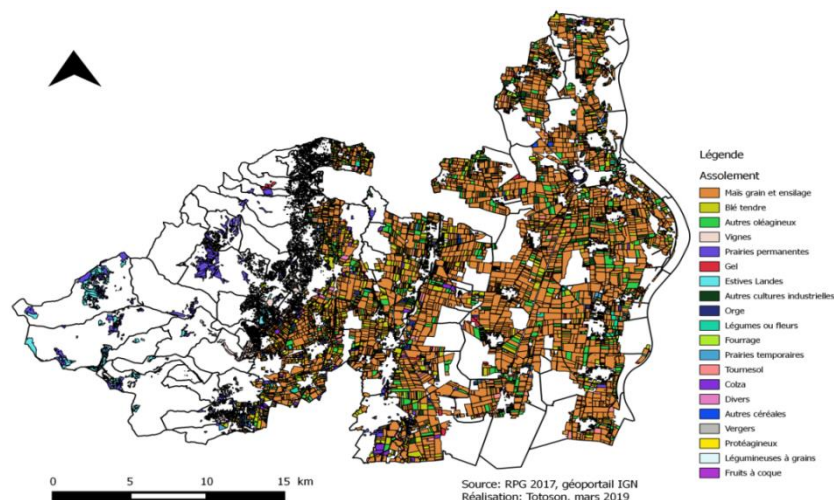 Légende
Assolement
Maïs grain et ensilage
Blé tendre
Autres oléagineux
Vignes
Prairies permanentes
Gel
Estives Landes
Autres cultures industrielles
Orge
Légumes ou fleurs
Fourrage
Prairies temporaires
Tournesol
Colza
Divers
Autres céréales
Vergers
Protéagineux
Légumineuses à grains
Fruits à coque
0 5 10 15 km
Source: RPG 2017, géoportail IGN
Réalisation: Totoson, mars 2019